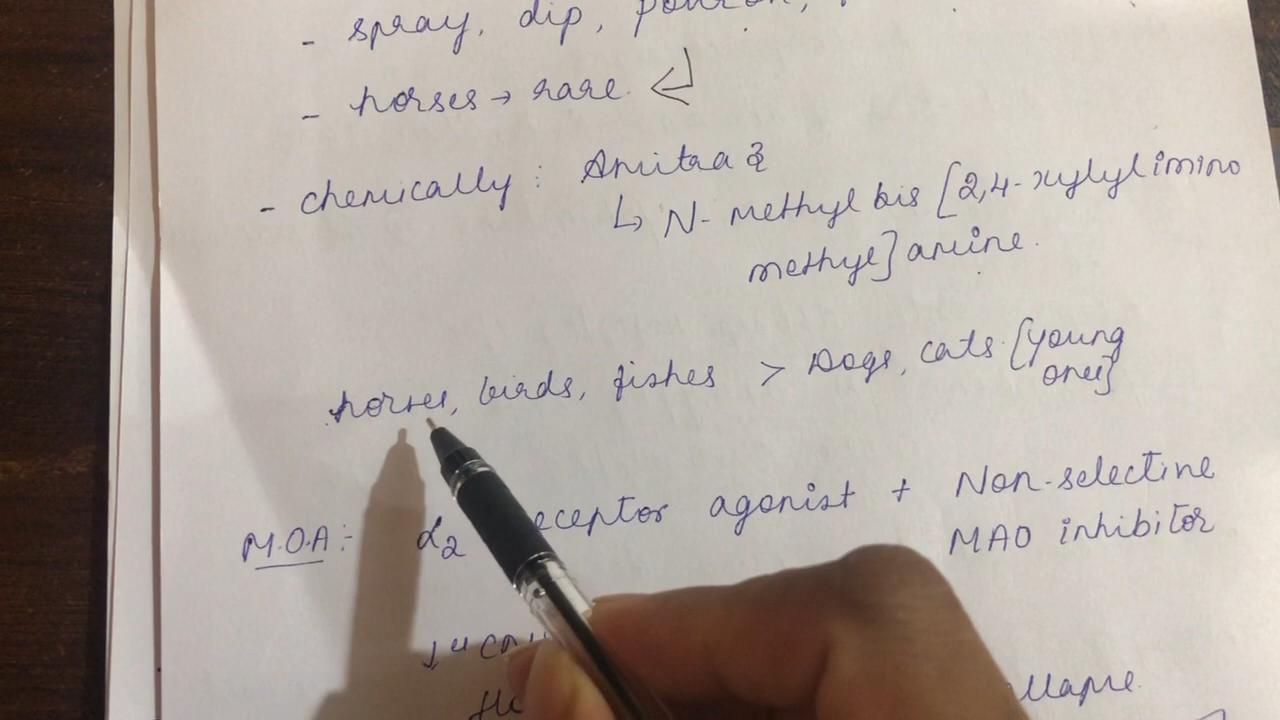 - spray, dip,
- horses → rare
- chemically : Amitraz
↳ N- methyl bis [2,4-xylylimino
methyl] amine.
horses, birds, fishes > Dogs, cats [young
ones]
M.O.A :- α2 receptor agonist + Non-selective
MAO inhibitor